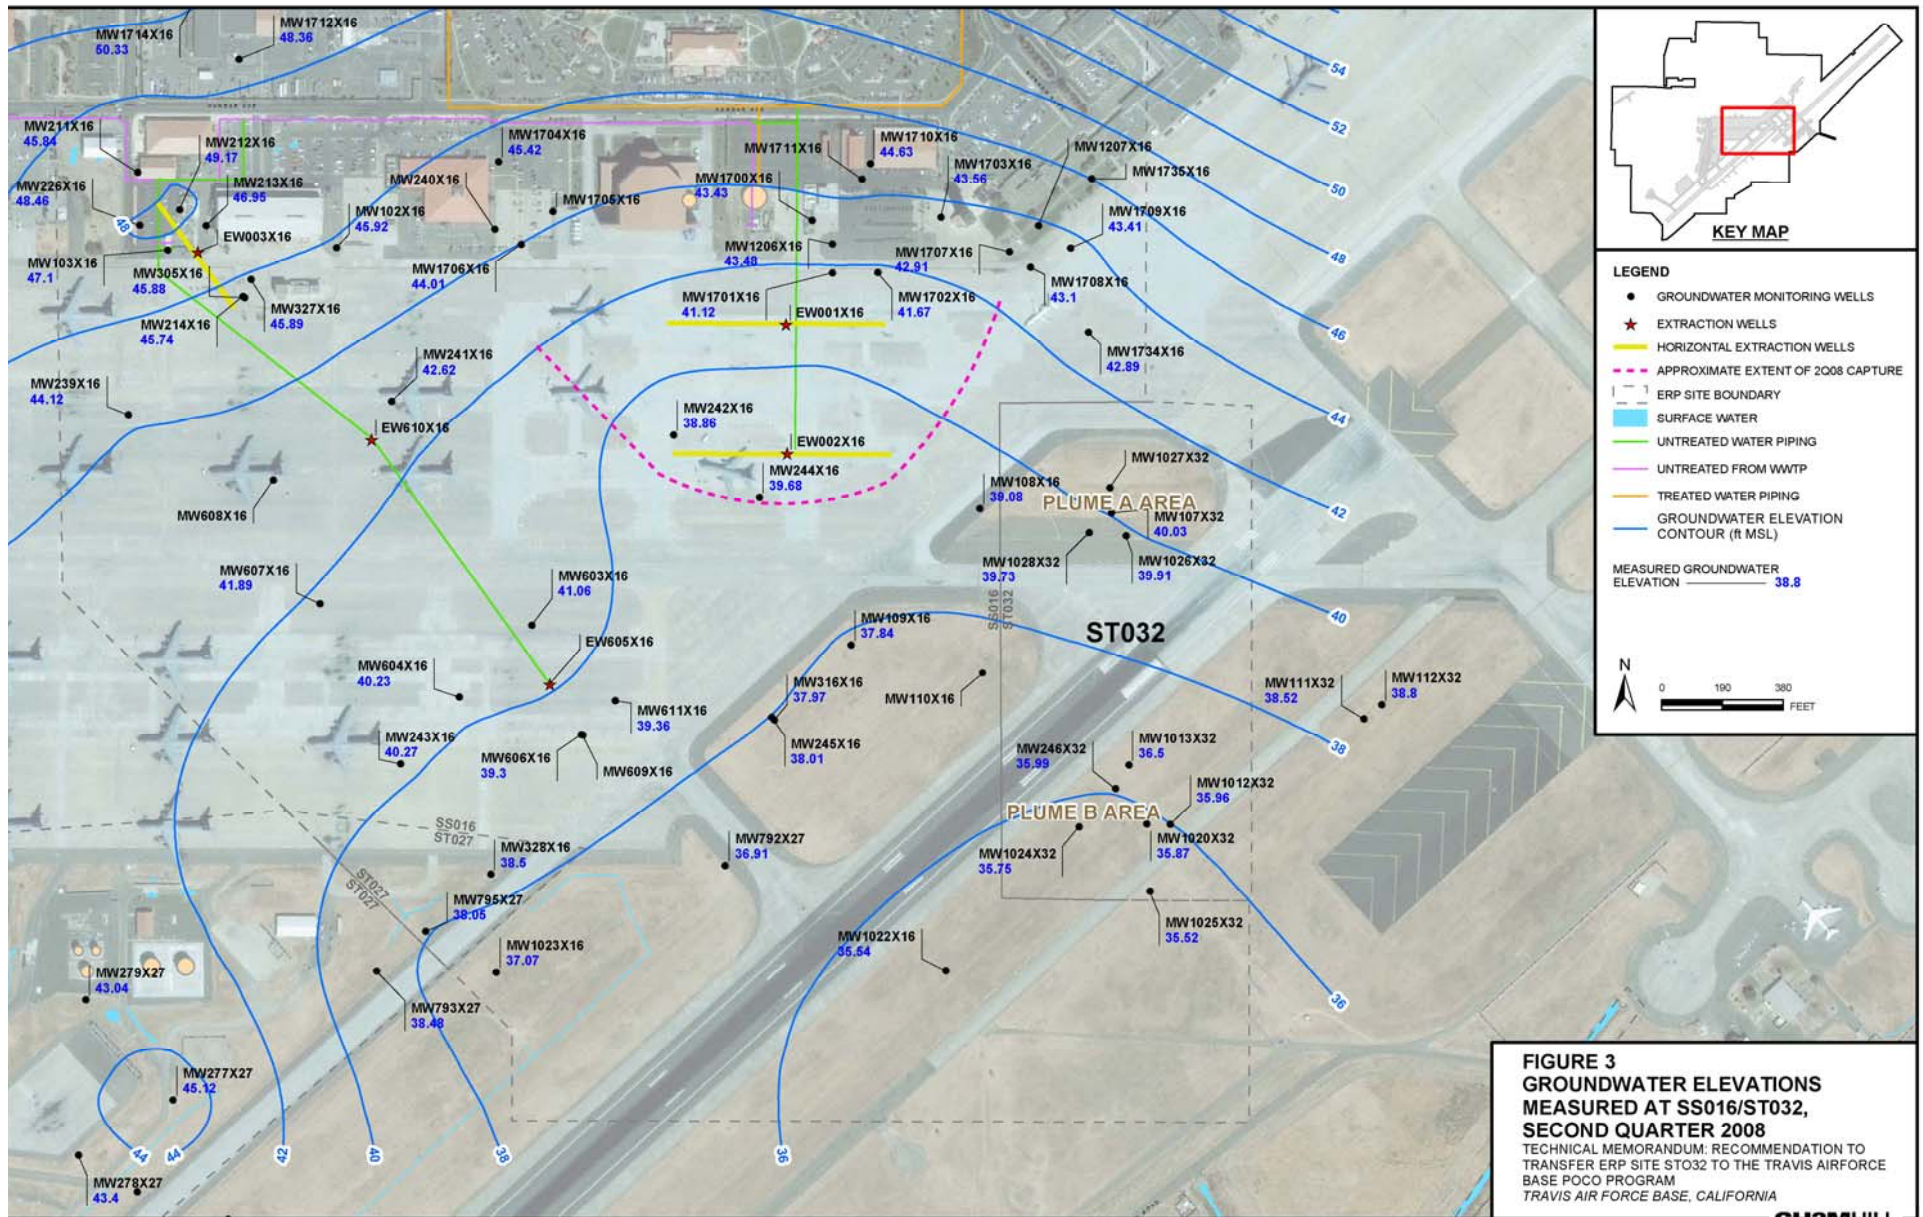 MW1714X16
50.33
MW1712X16
48.36
54
52
50
48
46
44
42
40
38
36
MW211X16
45.84
MW212X16
49.17
MW226X16
48.46
MW213X16
46.95
48
EW003X16
MW103X16
47.1
MW305X16
45.88
MW214X16
45.74
MW327X16
45.89
MW102X16
45.92
MW1704X16
45.42
MW240X16
MW1705X16
MW1706X16
44.01
MW1711X16
MW1710X16
44.63
MW1700X16
43.43
MW1703X16
43.56
MW1207X16
MW1735X16
MW1709X16
43.41
MW1206X16
43.48
MW1707X16
42.91
MW1708X16
43.1
MW1701X16
41.12
MW1702X16
41.67
EW001X16
MW1734X16
42.89
MW239X16
44.12
MW241X16
42.62
EW610X16
MW242X16
38.86
EW002X16
MW244X16
39.68
MW608X16
MW108X16
39.08
MW1027X32
PLUME A AREA
MW107X32
40.03
MW1028X32
39.73
MW1026X32
39.91
MW607X16
41.89
MW603X16
41.06
EW605X16
SS016
ST032
ST032
MW109X16
37.84
MW604X16
40.23
MW316X16
37.97
MW110X16
MW611X16
39.36
MW111X32
38.52
MW112X32
38.8
MW243X16
40.27
MW606X16
39.3
MW609X16
MW245X16
38.01
MW246X32
35.99
MW1013X32
36.5
MW1012X32
35.96
PLUME B AREA
MW1020X32
35.87
MW1024X32
35.75
SS016
ST027
MW328X16
38.5
MW792X27
36.91
ST027
ST027
MW795X27
38.05
MW1025X32
35.52
MW1022X16
35.54
MW1023X16
37.07
MW279X27
43.04
MW793X27
38.48
MW277X27
45.12
44
44
42
40
38
36
MW278X27
43.4
KEY MAP
LEGEND
GROUNDWATER MONITORING WELLS
EXTRACTION WELLS
HORIZONTAL EXTRACTION WELLS
APPROXIMATE EXTENT OF 2Q08 CAPTURE
ERP SITE BOUNDARY
SURFACE WATER
UNTREATED WATER PIPING
UNTREATED FROM WWTP
TREATED WATER PIPING
GROUNDWATER ELEVATION
CONTOUR (ft MSL)
MEASURED GROUNDWATER
ELEVATION 38.8
N
0 190 380
FEET
FIGURE 3
GROUNDWATER ELEVATIONS
MEASURED AT SS016/ST032,
SECOND QUARTER 2008
TECHNICAL MEMORANDUM: RECOMMENDATION TO
TRANSFER ERP SITE STO32 TO THE TRAVIS AIRFORCE
BASE POCO PROGRAM
TRAVIS AIR FORCE BASE, CALIFORNIA